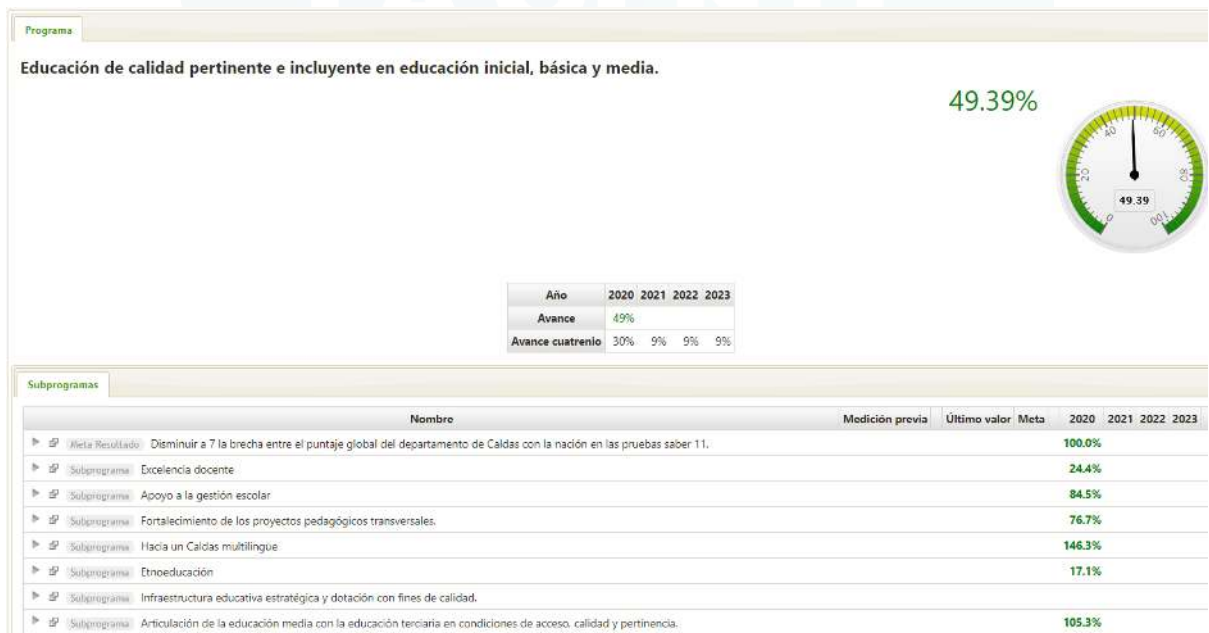 Programa
Educación de calidad pertinente e incluyente en educación inicial, básica y media.
49.39%
0 20 40 60 80 100
49.39
Año 2020 2021 2022 2023
Avance 49%
Avance cuatrenio 30% 9% 9% 9%
Subprogramas
Nombre Medición previa Último valor Meta 2020 2021 2022 2023
Meta Resultado Disminuir a 7 la brecha entre el puntaje global del departamento de Caldas con la nación en las pruebas saber 11. 100.0%
Subprograma Excelencia docente 24.4%
Subprograma Apoyo a la gestión escolar 84.5%
Subprograma Fortalecimiento de los proyectos pedagógicos transversales. 76.7%
Subprograma Hacia un Caldas multilingüe 146.3%
Subprograma Etnoeducación 17.1%
Subprograma Infraestructura educativa estratégica y dotación con fines de calidad.
Subprograma Articulación de la educación media con la educación terciaria en condiciones de acceso, calidad y pertinencia. 105.3%